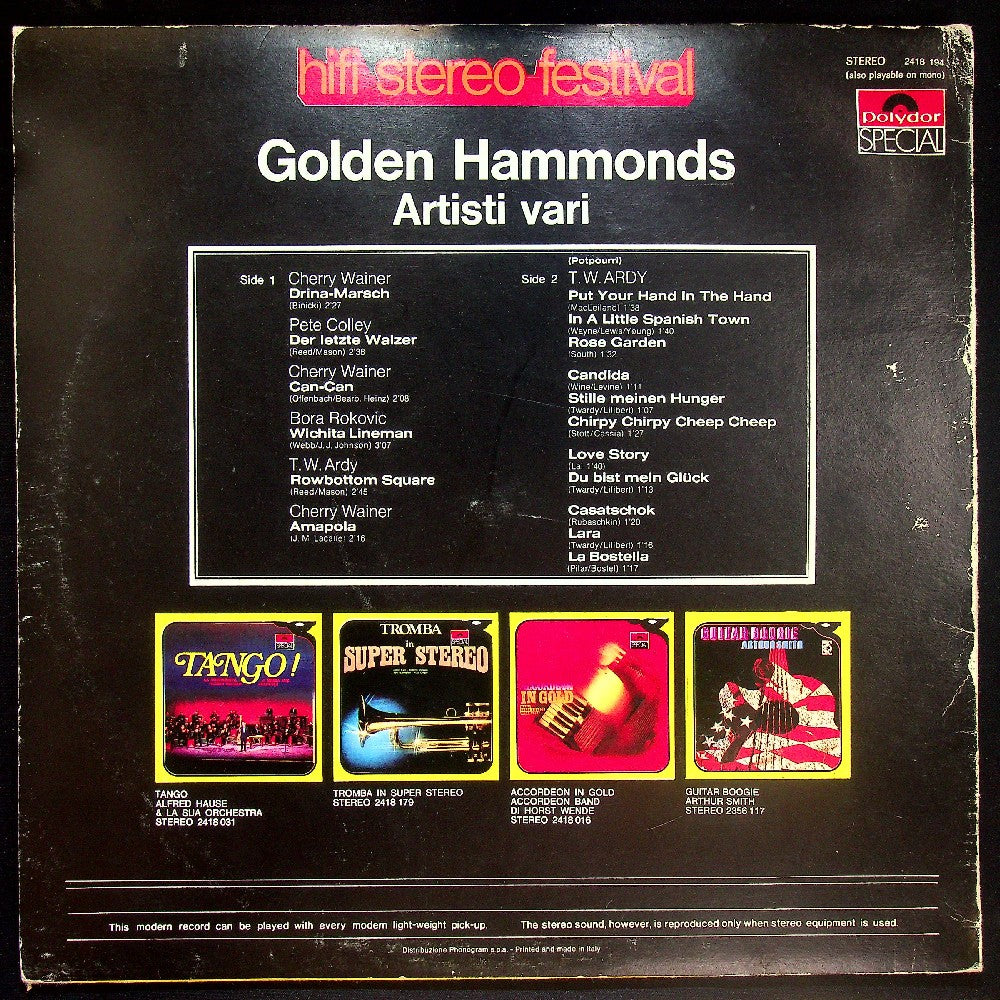 hifi stereo festival
STEREO 2418 194
(also playable on mono)
Polydor
SPECIAL
Golden Hammonds
Artisti vari
Side 1
Cherry Wainer
Drina-Marsch
(Binicki) 2'27
Pete Colley
Der letzte Walzer
(Reed/Mason) 2'38
Cherry Wainer
Can-Can
(Offenbach/Bearb. Heinz) 2'08
Bora Rokovic
Wichita Lineman
(Webb/J. J. Johnson) 3'07
T. W. Ardy
Rowbottom Square
(Reed/Mason) 2'45
Cherry Wainer
Amapola
(J. M. Lacalle) 2'16
Side 2
(Potpourri)
T. W. ARDY
Put Your Hand In The Hand
(MacLelland) 1'38
In A Little Spanish Town
(Wayne/Lewis/Young) 1'40
Rose Garden
(South) 1'32
Candida
(Wine/Levine) 1'11
Stille meinen Hunger
(Twardy/Lilibert) 1'07
Chirpy Chirpy Cheep Cheep
(Stott/Cassia) 1'27
Love Story
(Lai 1'40)
Du bist mein Glück
(Twardy/Lilibert) 1'13
Casatschok
(Rubaschkin) 1'20
Lara
(Twardy/Lilibert) 1'16
La Bostella
(Pilar/Bostel) 1'17
TANGO!
TROMBA
in
SUPER STEREO
ACCORDEON
IN GOLD
GUITAR BOOGIE
ARTHUR SMITH
TANGO
ALFRED HAUSE
& LA SUA ORCHESTRA
STEREO 2418 031
TROMBA IN SUPER STEREO
STEREO 2418 179
ACCORDEON IN GOLD
ACCORDEON BAND
DI HORST WENDE
STEREO 2418 016
GUITAR BOOGIE
ARTHUR SMITH
STEREO 2356 117
This modern record can be played with every modern light-weight pick-up. The stereo sound, however, is reproduced only when stereo equipment is used.
Distribuzione Phonogram s.p.a. - Printed and made in Italy